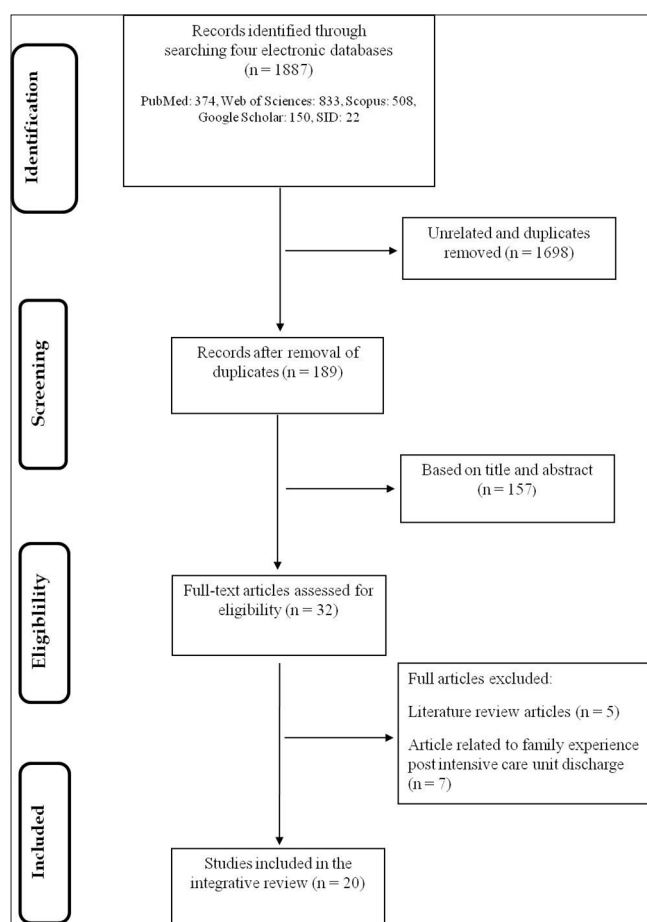 Identification
Records identified through
searching four electronic databases
(n = 1887)
PubMed: 374, Web of Sciences: 833, Scopus: 508,
Google Scholar: 150, SID: 22
Unrelated and duplicates
removed (n = 1698)
Screening
Records after removal of
duplicates (n = 189)
Based on title and abstract
(n = 157)
Eligiblility
Full-text articles assessed for
eligibility (n = 32)
Full articles excluded:
Literature review articles (n = 5)
Article related to family experience
post intensive care unit discharge
(n = 7)
Included
Studies included in the
integrative review (n = 20)